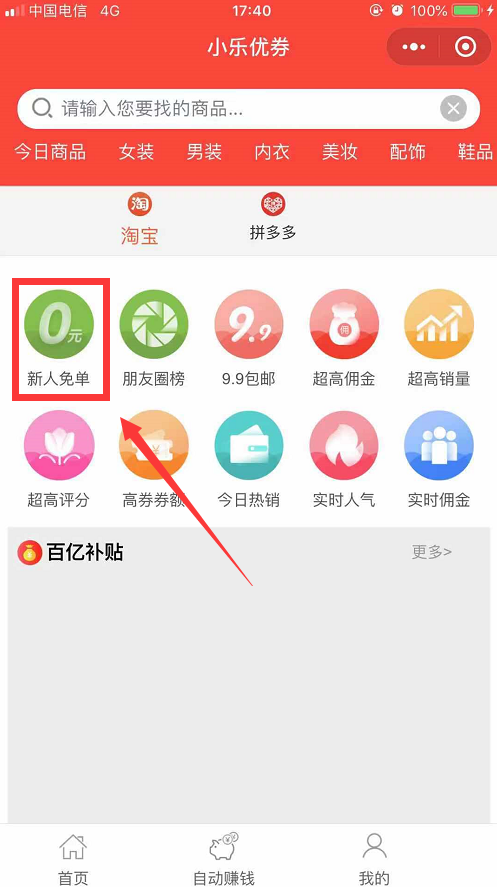 中国电信 4G 17:40 100%
小乐优券
请输入您要找的商品...
今日商品 女装 男装 内衣 美妆 配饰 鞋品
淘
淘宝 拼多多
0元 9.9 佣
新人免单 朋友圈榜 9.9包邮 超高佣金 超高销量
超高评分 高券券额 今日热销 实时人气 实时佣金
百亿补贴 更多>
首页 自动赚钱 我的